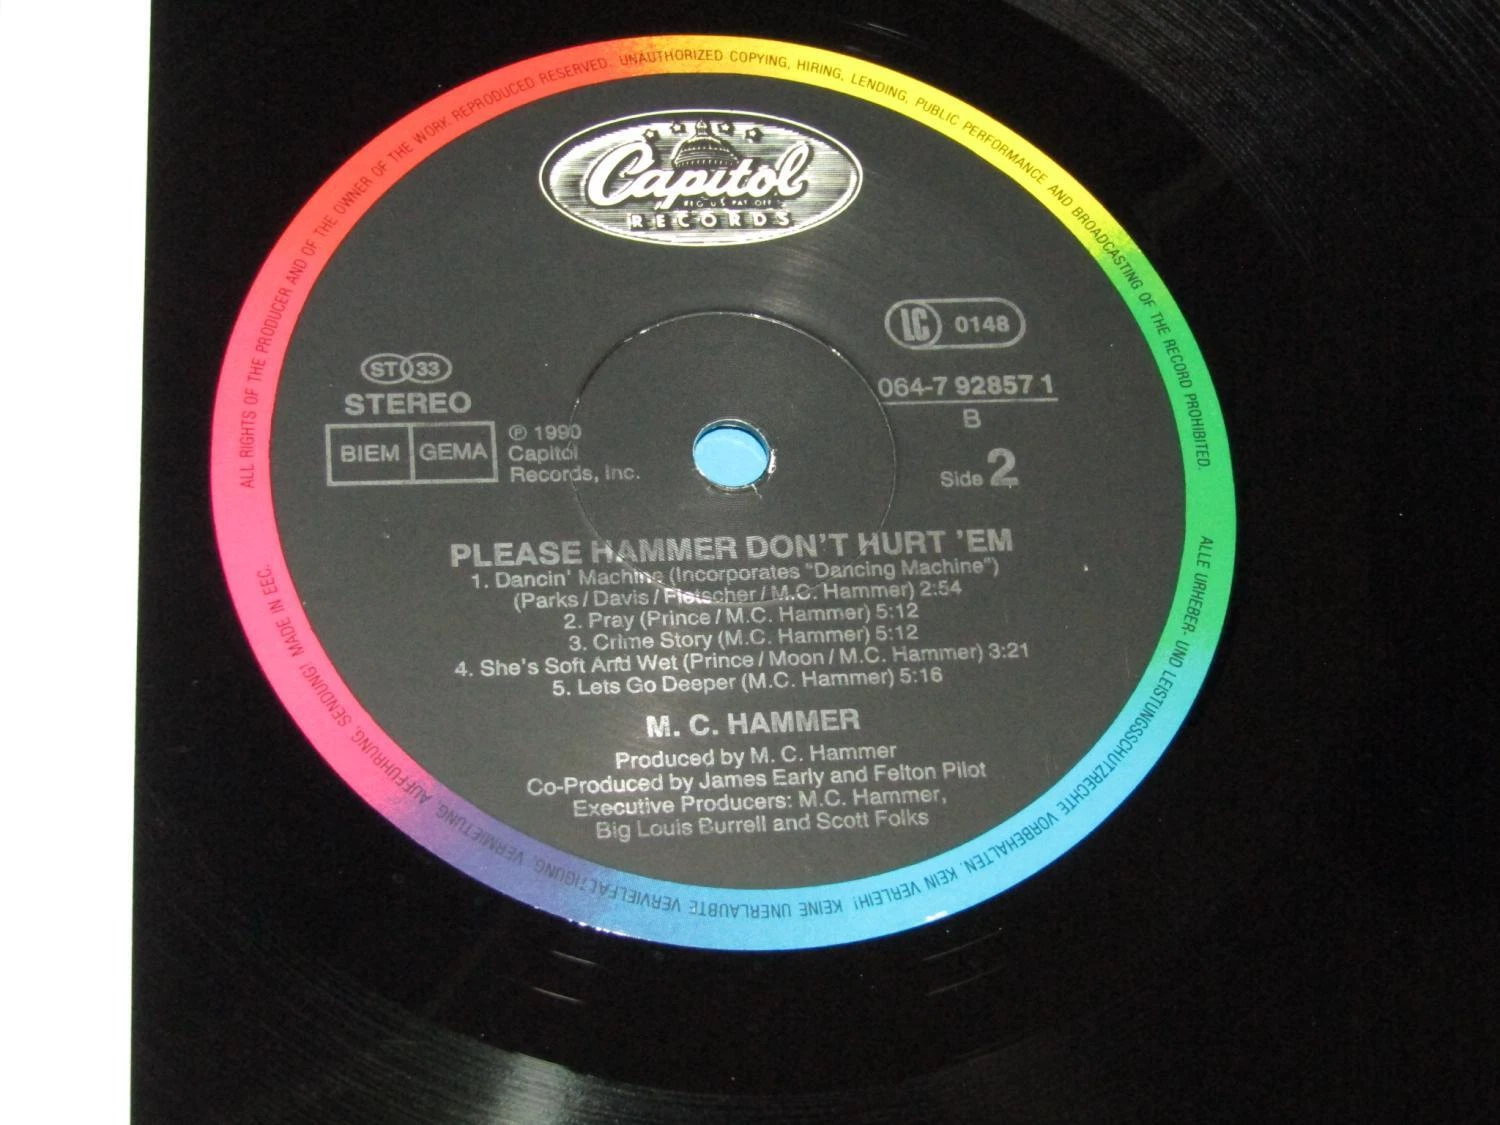 ALL RIGHTS OF THE PRODUCER AND OF THE OWNER OF THE WORK REPRODUCED RESERVED. UNAUTHORIZED COPYING, HIRING, LENDING, PUBLIC PERFORMANCE AND BROADCASTING OF THE RECORD PROHIBITED.
Capitol
RECORDS
LC 0148
ST 33
STEREO
BIEM GEMA
℗ 1990
Capitol
Records, Inc.
064-7 92857 1
B
Side 2
PLEASE HAMMER DON'T HURT 'EM
1. Dancin' Machine (Incorporates "Dancing Machine")
(Parks / Davis / Fletscher / M.C. Hammer) 2:54
2. Pray (Prince / M.C. Hammer) 5:12
3. Crime Story (M.C. Hammer) 5:12
4. She's Soft And Wet (Prince / Moon / M.C. Hammer) 3:21
5. Lets Go Deeper (M.C. Hammer) 5:16
M. C. HAMMER
Produced by M. C. Hammer
Co-Produced by James Early and Felton Pilot
Executive Producers: M.C. Hammer,
Big Louis Burrell and Scott Folks
ALLE URHEBER- UND LEISTUNGSSCHUTZRECHTE VORBEHALTEN. KEIN VERLEIH! KEINE UNERLAUBTE VERVIELFALTIGUNG, VERMIETUNG, AUFFUHRUNG, SENDUNG! MADE IN EEC.